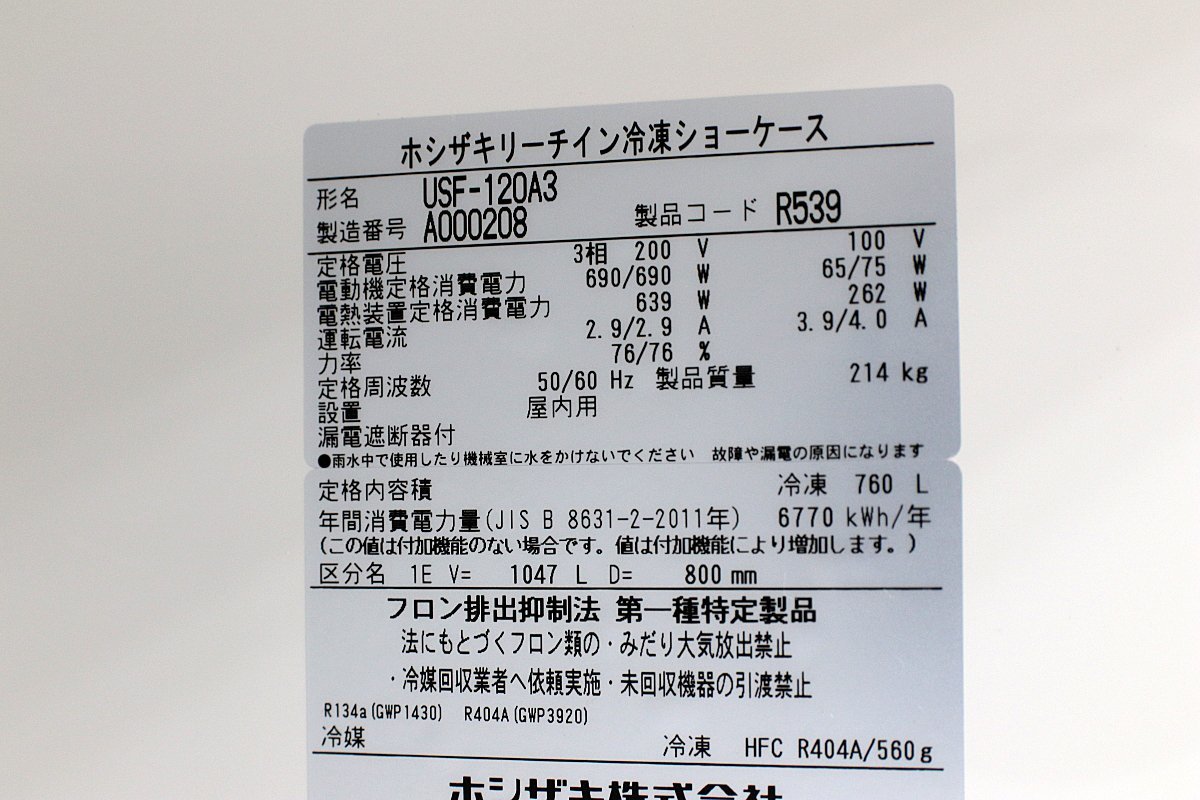 ホシザキリーチイン冷凍ショーケース
形名 USF-120A3
製造番号 A000208 製品コード R539
定格電圧 3相 200 V 100 V
電動機定格消費電力 690/690 W 65/75 W
電熱装置定格消費電力 639 W 262 W
運転電流 2.9/2.9 A 3.9/4.0 A
力率 76/76 %
定格周波数 50/60 Hz 製品質量 214 kg
設置 屋内用
漏電遮断器付
●雨水中で使用したり機械室に水をかけないでください 故障や漏電の原因になります
定格内容積 冷凍 760 L
年間消費電力量(JIS B 8631-2-2011年) 6770 kWh/年
(この値は付加機能のない場合です。値は付加機能により増加します。)
区分名 1E V= 1047 L D= 800 mm
フロン排出抑制法 第一種特定製品
法にもとづくフロン類の・みだり大気放出禁止
・冷媒回収業者へ依頼実施・未回収機器の引渡禁止
R134a(GWP1430) R404A(GWP3920)
冷媒 冷凍 HFC R404A/560g
ホシザキ株式会社